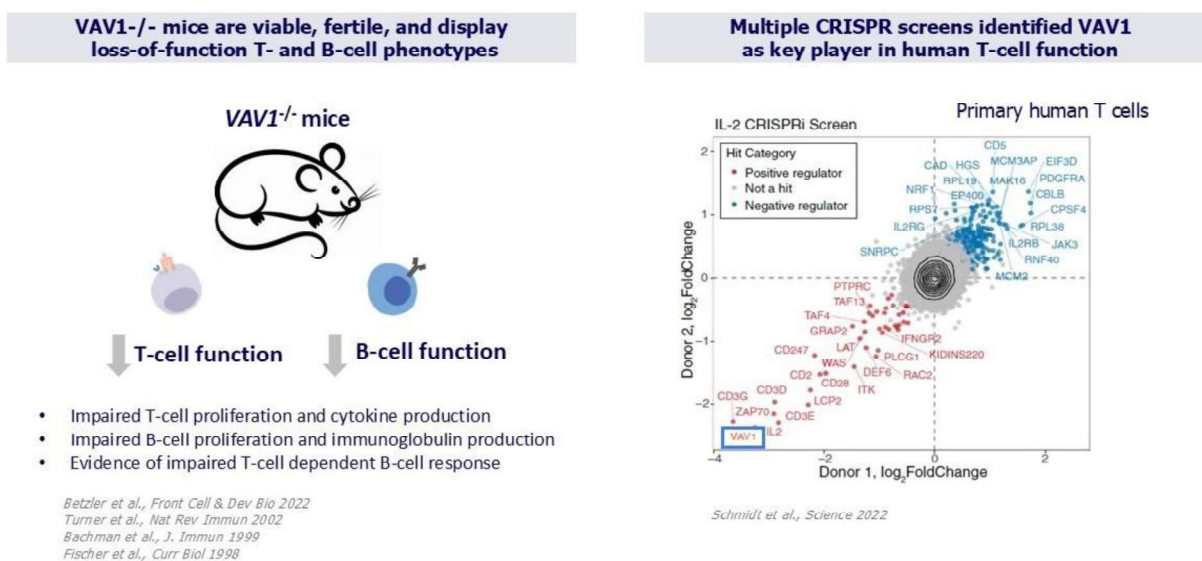 VAV1-/- mice are viable, fertile, and display
loss-of-function T- and B-cell phenotypes
VAV1-/- mice
T-cell function
B-cell function
• Impaired T-cell proliferation and cytokine production
• Impaired B-cell proliferation and immunoglobulin production
• Evidence of impaired T-cell dependent B-cell response
Betzler et al., Front Cell & Dev Bio 2022
Turner et al., Nat Rev Immun 2002
Bachman et al., J. Immun 1999
Fischer et al., Curr Biol 1998
Multiple CRISPR screens identified VAV1
as key player in human T-cell function
Primary human T cells
IL-2 CRISPRi Screen
Hit Category
Positive regulator
Not a hit
Negative regulator
CD5
CAD HGS MCM3AP EIF3D
RPL19 MAK16 PDGFRA
NRF1 EP400 CBLB
RPS7 CPSF4
IL2RG IL2RB RPL38
SNRPC RNF40 JAK3
MCM2
PTPRC
TAF13
TAF4
GRAP2 IFNGR2
CD247 LAT KIDINS220
WAS PLCG1
CD2 CD28 DEF6 RAC2
ITK
CD3G CD3D LCP2
ZAP70 CD3E
VAV1 IL2
2
1
0
-1
-2
-4 -2 0 2
Donor 2, log2FoldChange
Donor 1, log2FoldChange
Schmidt et al., Science 2022